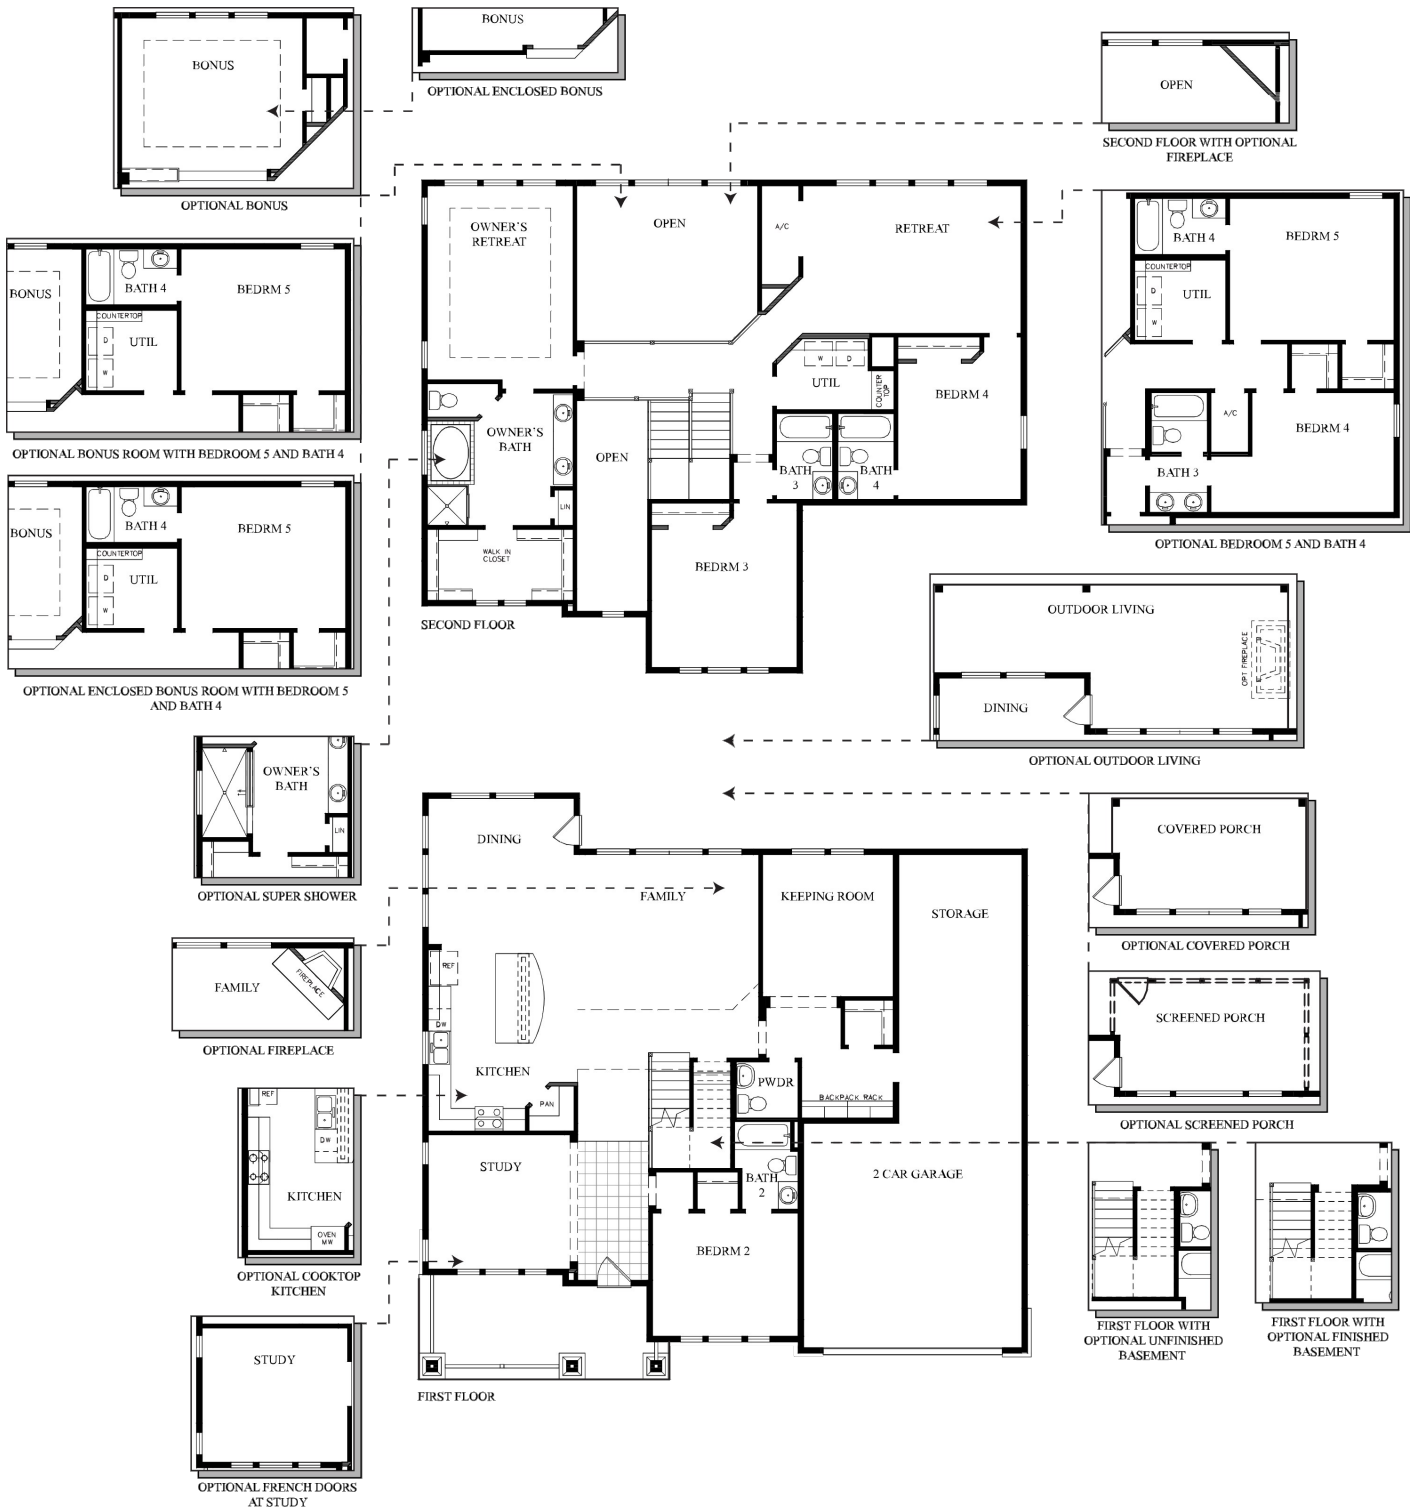 BONUS
OPTIONAL BONUS
BONUS
OPTIONAL ENCLOSED BONUS
OPEN
SECOND FLOOR WITH OPTIONAL
FIREPLACE
BONUS
BATH 4
BEDRM 5
COUNTERTOP
D
W
UTIL
OPTIONAL BONUS ROOM WITH BEDROOM 5 AND BATH 4
BONUS
BATH 4
BEDRM 5
COUNTERTOP
D
W
UTIL
OPTIONAL ENCLOSED BONUS ROOM WITH BEDROOM 5
AND BATH 4
OWNER'S
RETREAT
OPEN
A/C
RETREAT
W
D
UTIL
COUNTER
TOP
BEDRM 4
OWNER'S
BATH
OPEN
BATH
3
BATH
4
LIN
WALK IN
CLOSET
BEDRM 3
SECOND FLOOR
BATH 4
BEDRM 5
COUNTERTOP
D
W
UTIL
A/C
BEDRM 4
BATH 3
OPTIONAL BEDROOM 5 AND BATH 4
OUTDOOR LIVING
OPT FIREPLACE
DINING
OPTIONAL OUTDOOR LIVING
OWNER'S
BATH
LIN
OPTIONAL SUPER SHOWER
FAMILY
FIREPLACE
OPTIONAL FIREPLACE
REF
DW
KITCHEN
OVEN
MW
OPTIONAL COOKTOP
KITCHEN
STUDY
OPTIONAL FRENCH DOORS
AT STUDY
DINING
FAMILY
KEEPING ROOM
STORAGE
REF
DW
KITCHEN
PAN
PWDR
BACKPACK RACK
STUDY
BATH
2
2 CAR GARAGE
BEDRM 2
FIRST FLOOR
COVERED PORCH
OPTIONAL COVERED PORCH
SCREENED PORCH
OPTIONAL SCREENED PORCH
FIRST FLOOR WITH
OPTIONAL UNFINISHED
BASEMENT
FIRST FLOOR WITH
OPTIONAL FINISHED
BASEMENT